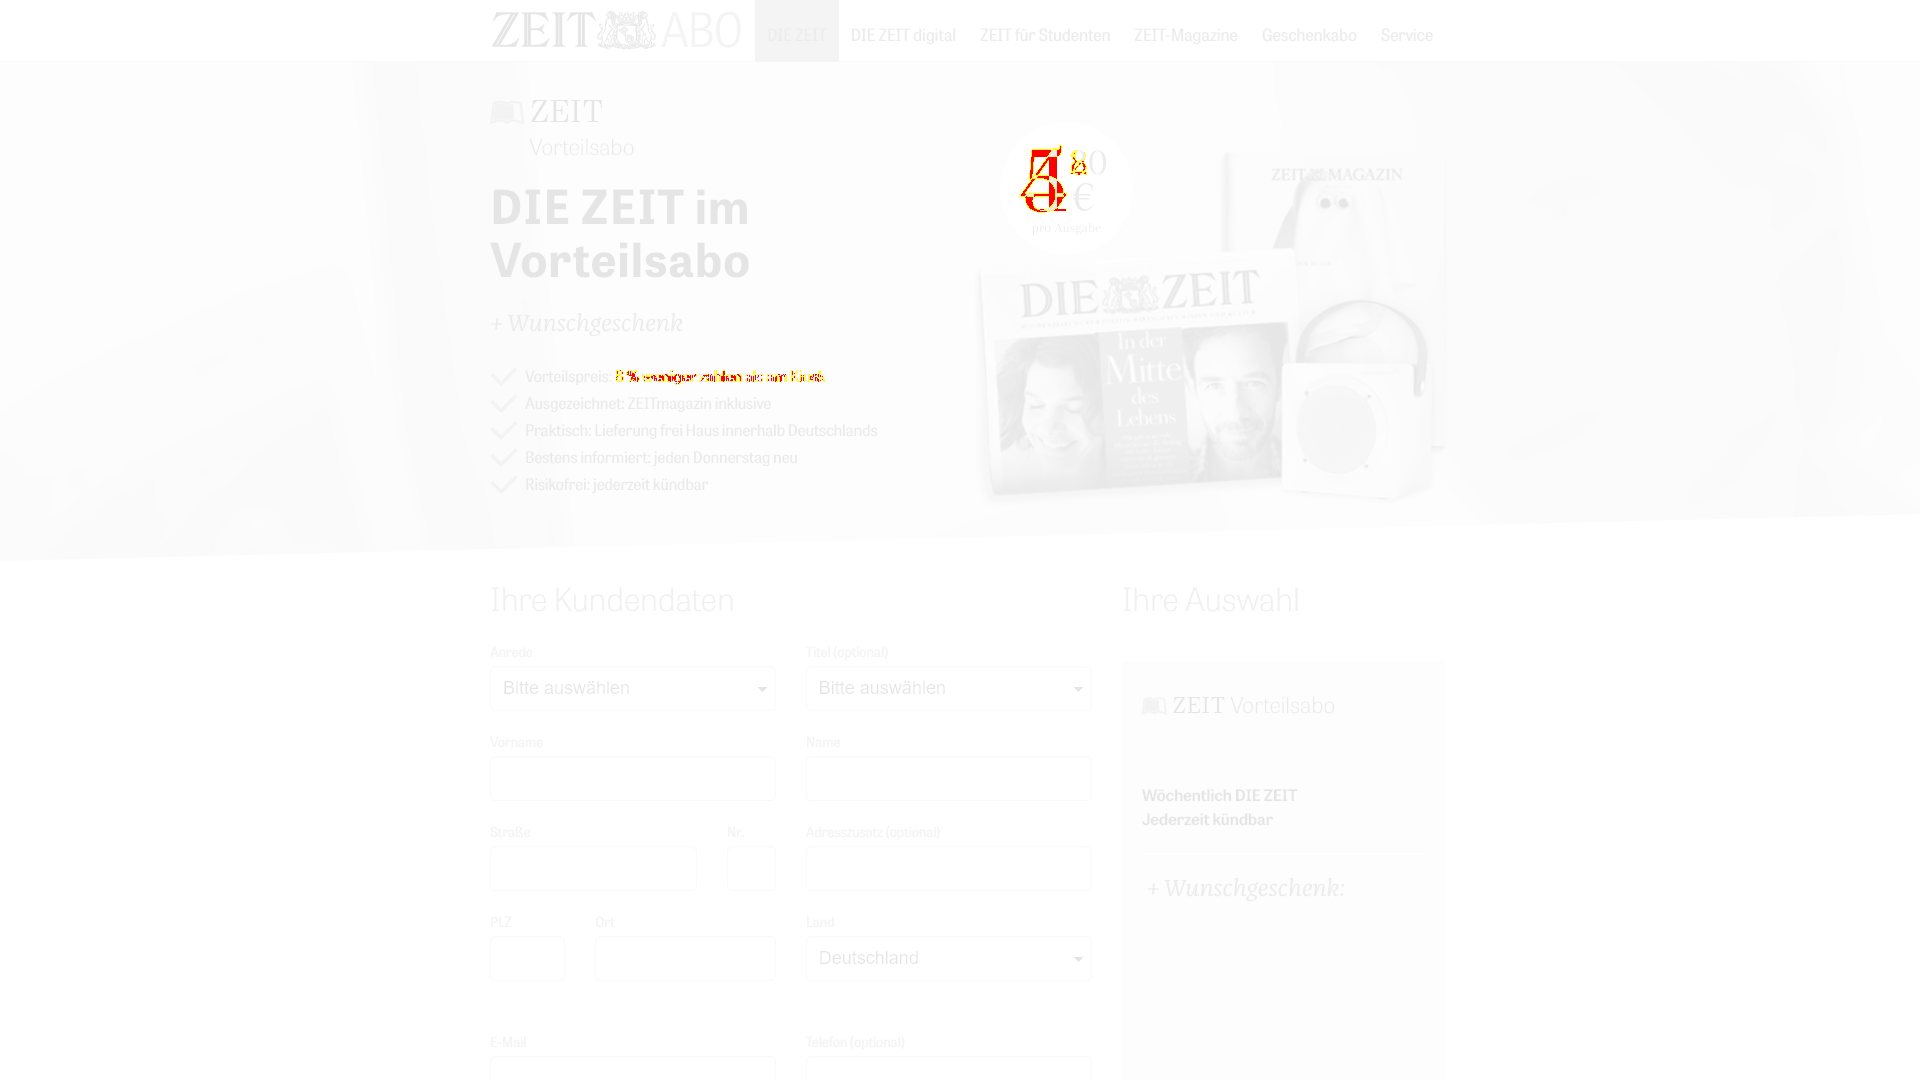 ZEIT ABO DIE ZEIT DIE ZEIT digital ZEIT für Studenten ZEIT-Magazine Geschenkabo Service
ZEIT
Vorteilsabo
DIE ZEIT im
Vorteilsabo
+ Wunschgeschenk
Vorteilspreis: % weniger zahlen als am Kiosk
Ausgezeichnet: ZEITmagazin inklusive
Praktisch: Lieferung frei Haus innerhalb Deutschlands
Bestens informiert: jeden Donnerstag neu
Risikofrei: jederzeit kündbar
€
pro Ausgabe
ZEIT MAGAZIN
DIE ZEIT
In der
Mitte
des
Lebens
Ihre Kundendaten
Anrede
Bitte auswählen
Titel (optional)
Bitte auswählen
Vorname
Name
Straße
Nr.
Adresszusatz (optional)
PLZ
Ort
Land
Deutschland
E-Mail
Telefon (optional)
Ihre Auswahl
ZEIT Vorteilsabo
Wöchentlich DIE ZEIT
Jederzeit kündbar
+ Wunschgeschenk: